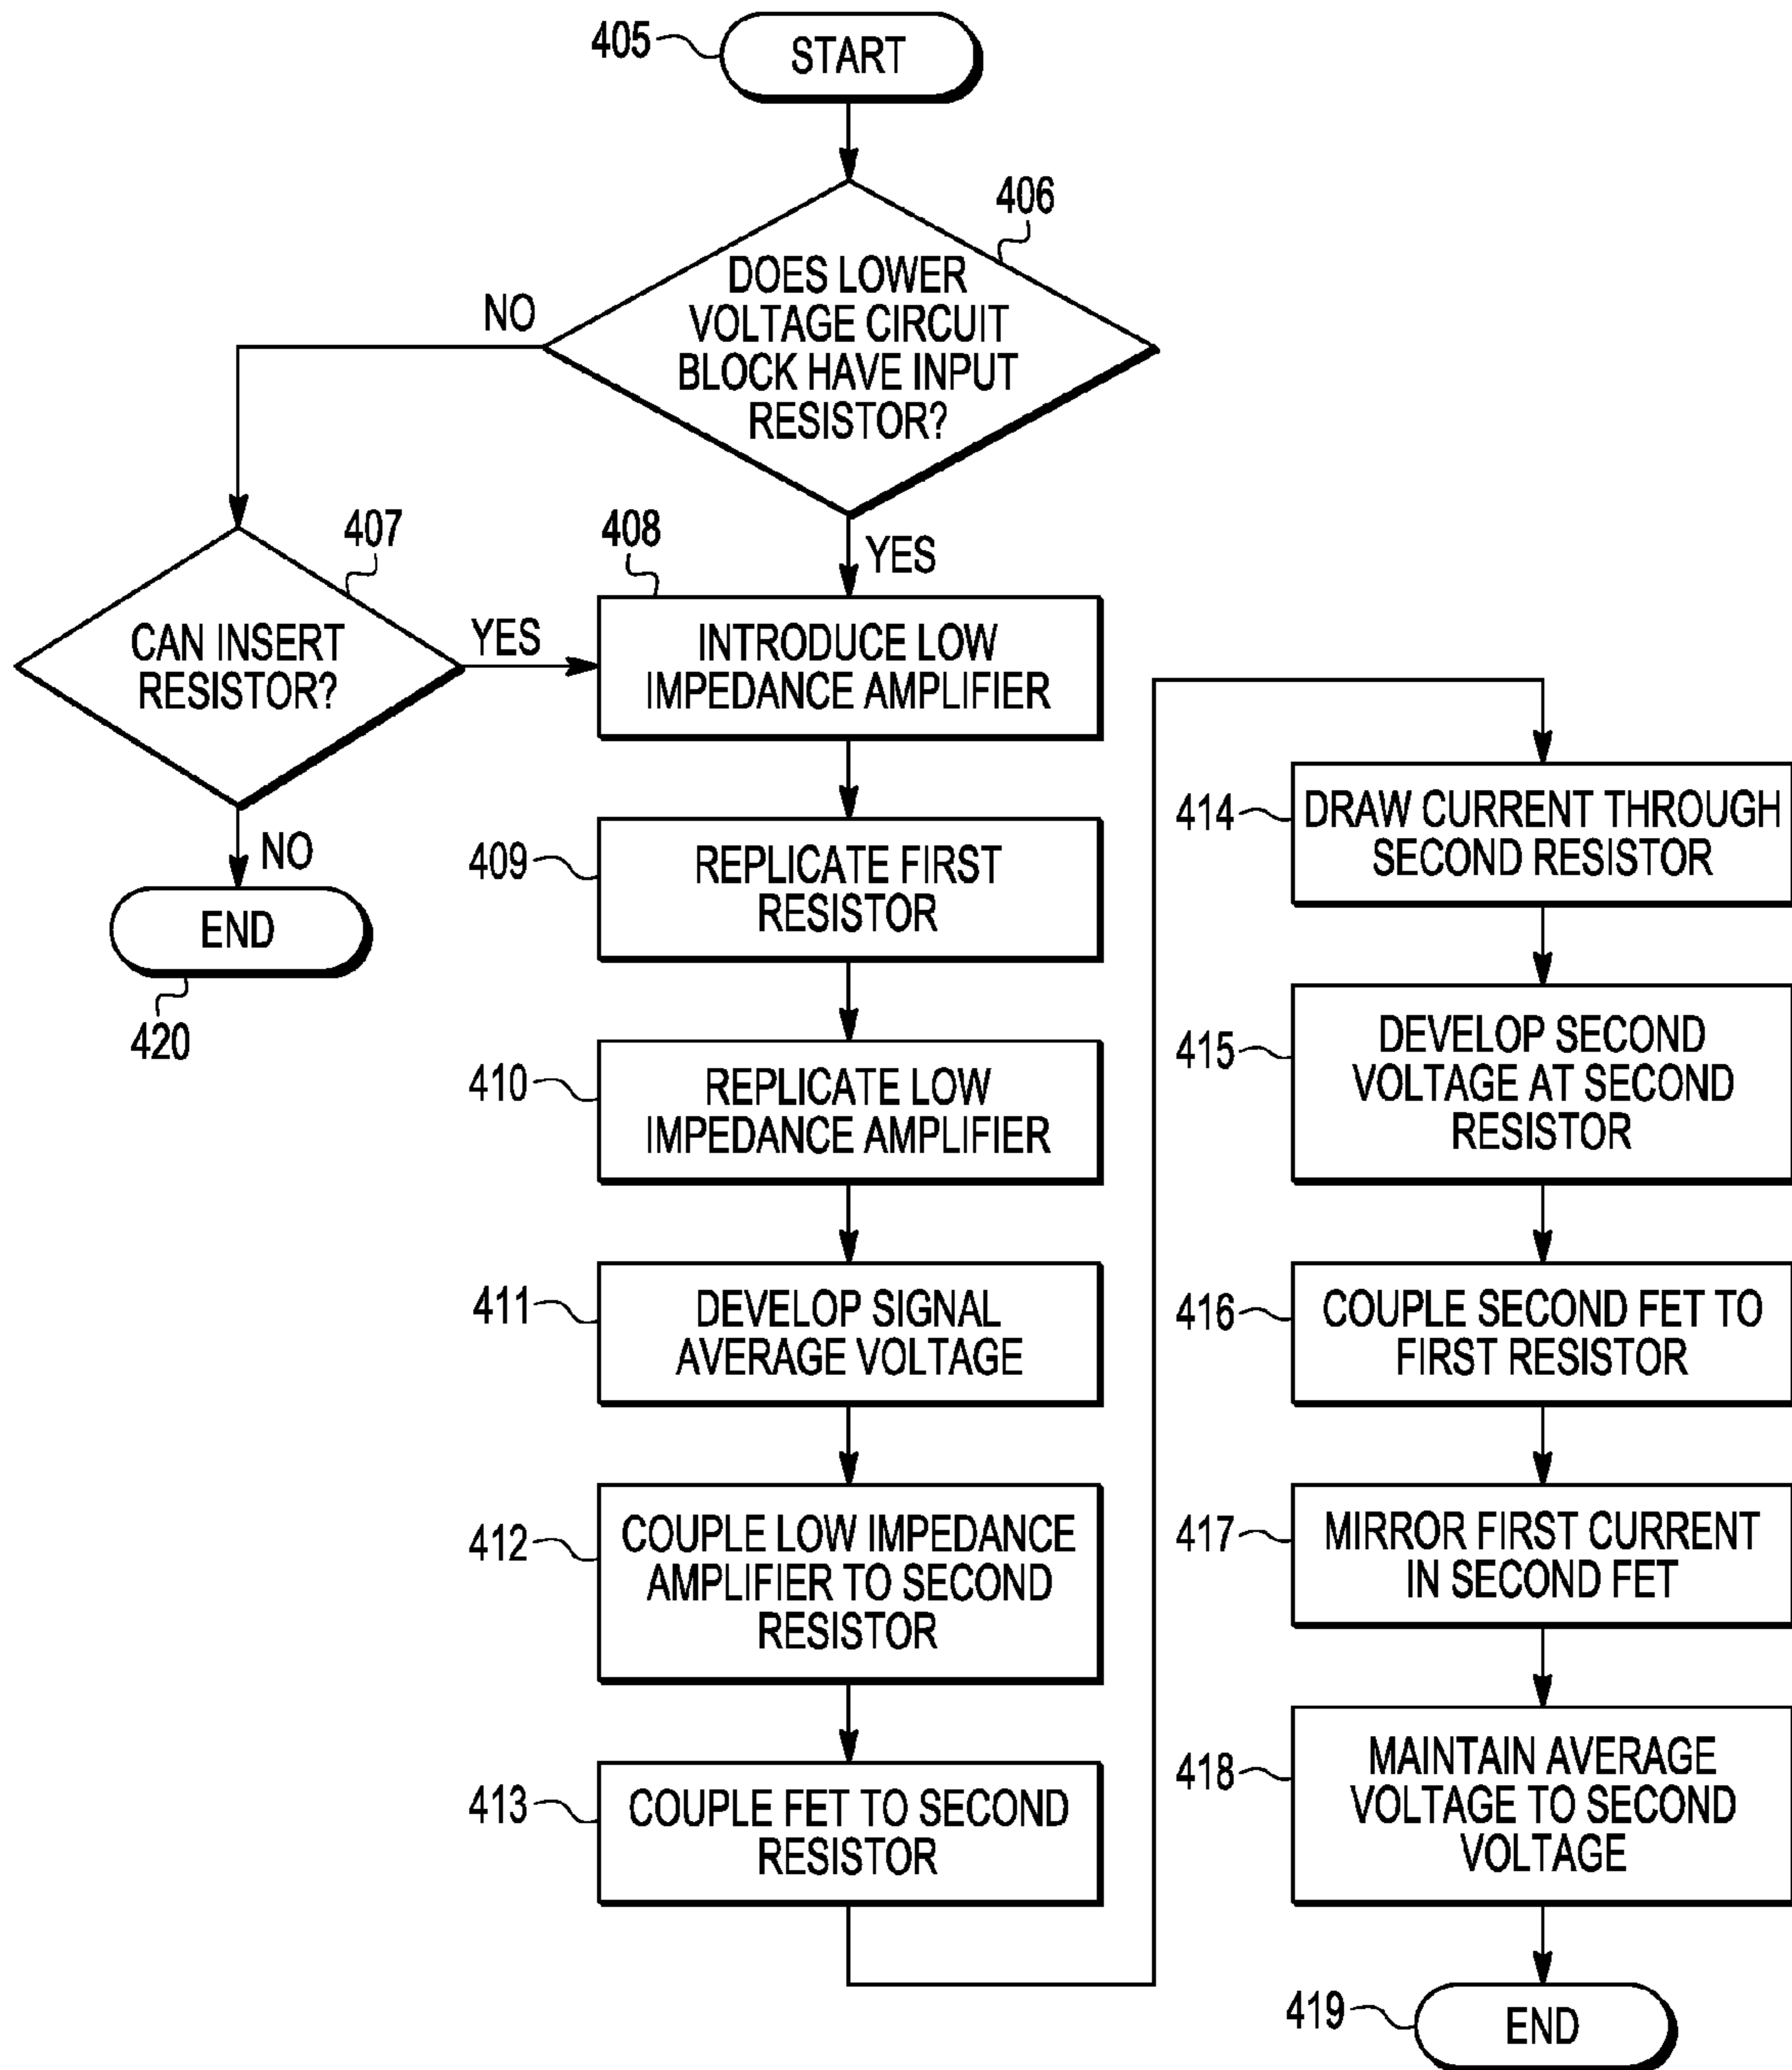 405
START
406
DOES LOWER
VOLTAGE CIRCUIT
BLOCK HAVE INPUT
RESISTOR?
NO
YES
407
CAN INSERT
RESISTOR?
YES
NO
END
420
408
INTRODUCE LOW
IMPEDANCE AMPLIFIER
409
REPLICATE FIRST
RESISTOR
410
REPLICATE LOW
IMPEDANCE AMPLIFIER
411
DEVELOP SIGNAL
AVERAGE VOLTAGE
412
COUPLE LOW IMPEDANCE
AMPLIFIER TO SECOND
RESISTOR
413
COUPLE FET TO SECOND
RESISTOR
414
DRAW CURRENT THROUGH
SECOND RESISTOR
415
DEVELOP SECOND
VOLTAGE AT SECOND
RESISTOR
416
COUPLE SECOND FET TO
FIRST RESISTOR
417
MIRROR FIRST CURRENT
IN SECOND FET
418
MAINTAIN AVERAGE
VOLTAGE TO SECOND
VOLTAGE
419
END